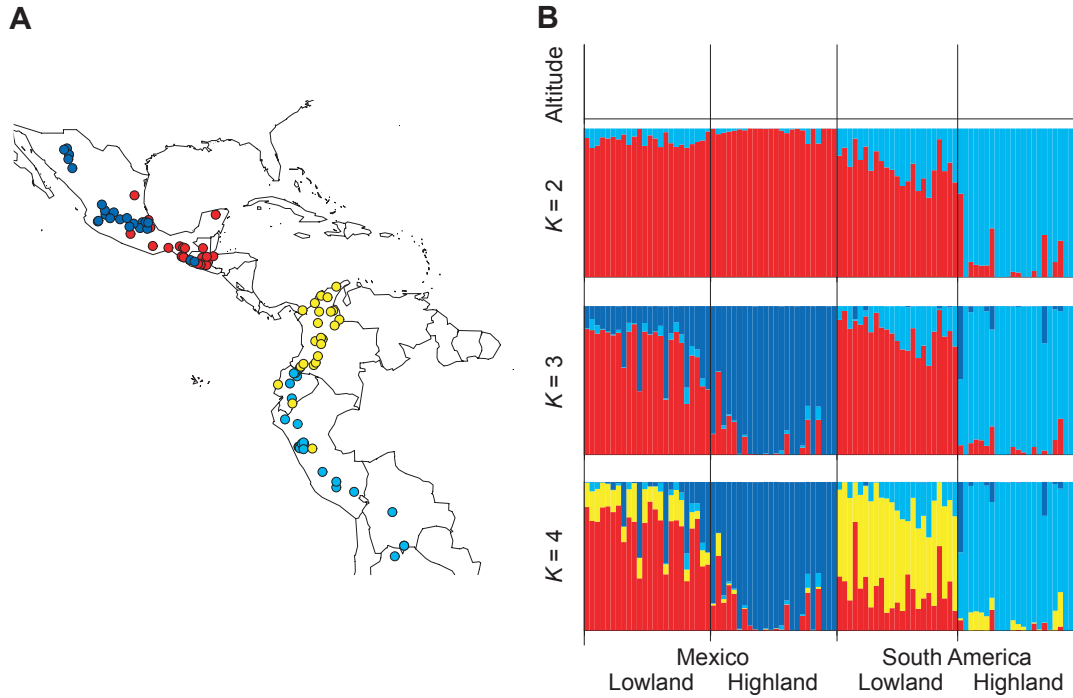 A
B
Altitude
K = 2
K = 3
K = 4
Mexico South America
Lowland Highland Lowland Highland